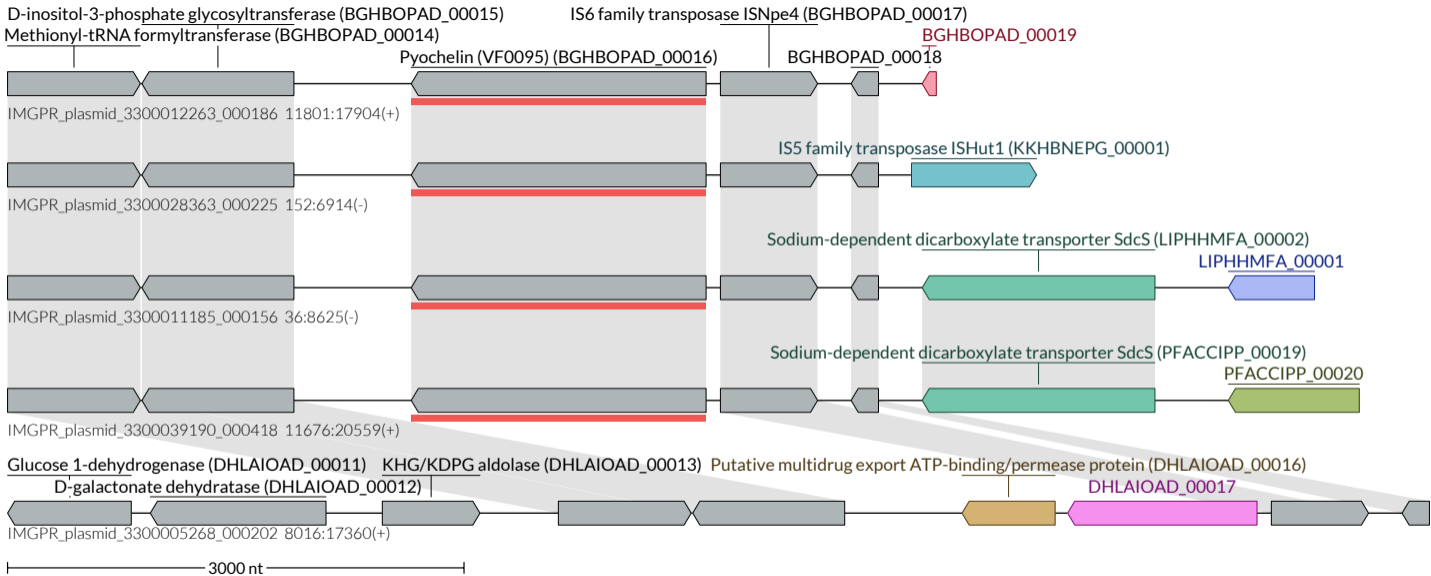 D-inositol-3-phosphate glycosyltransferase (BGHBOPAD_00015)
IS6 family transposase ISNpe4 (BGHBOPAD_00017)
Methionyl-tRNA formyltransferase (BGHBOPAD_00014)
BGHBOPAD_00019
Pyochelin (VF0095) (BGHBOPAD_00016)
BGHBOPAD_00018
IMGPR_plasmid_3300012263_000186 11801:17904(+)
IS5 family transposase ISHut1 (KKHBNEPG_00001)
IMGPR_plasmid_3300028363_000225 152:6914(-)
Sodium-dependent dicarboxylate transporter SdcS (LIPHHMFA_00002)
LIPHHMFA_00001
IMGPR_plasmid_3300011185_000156 36:8625(-)
Sodium-dependent dicarboxylate transporter SdcS (PFACCIPP_00019)
PFACCIPP_00020
IMGPR_plasmid_3300039190_000418 11676:20559(+)
Glucose 1-dehydrogenase (DHLAIOAD_00011)
KHG/KDPG aldolase (DHLAIOAD_00013)
Putative multidrug export ATP-binding/permease protein (DHLAIOAD_00016)
D-galactonate dehydratase (DHLAIOAD_00012)
DHLAIOAD_00017
IMGPR_plasmid_3300005268_000202 8016:17360(+)
3000 nt